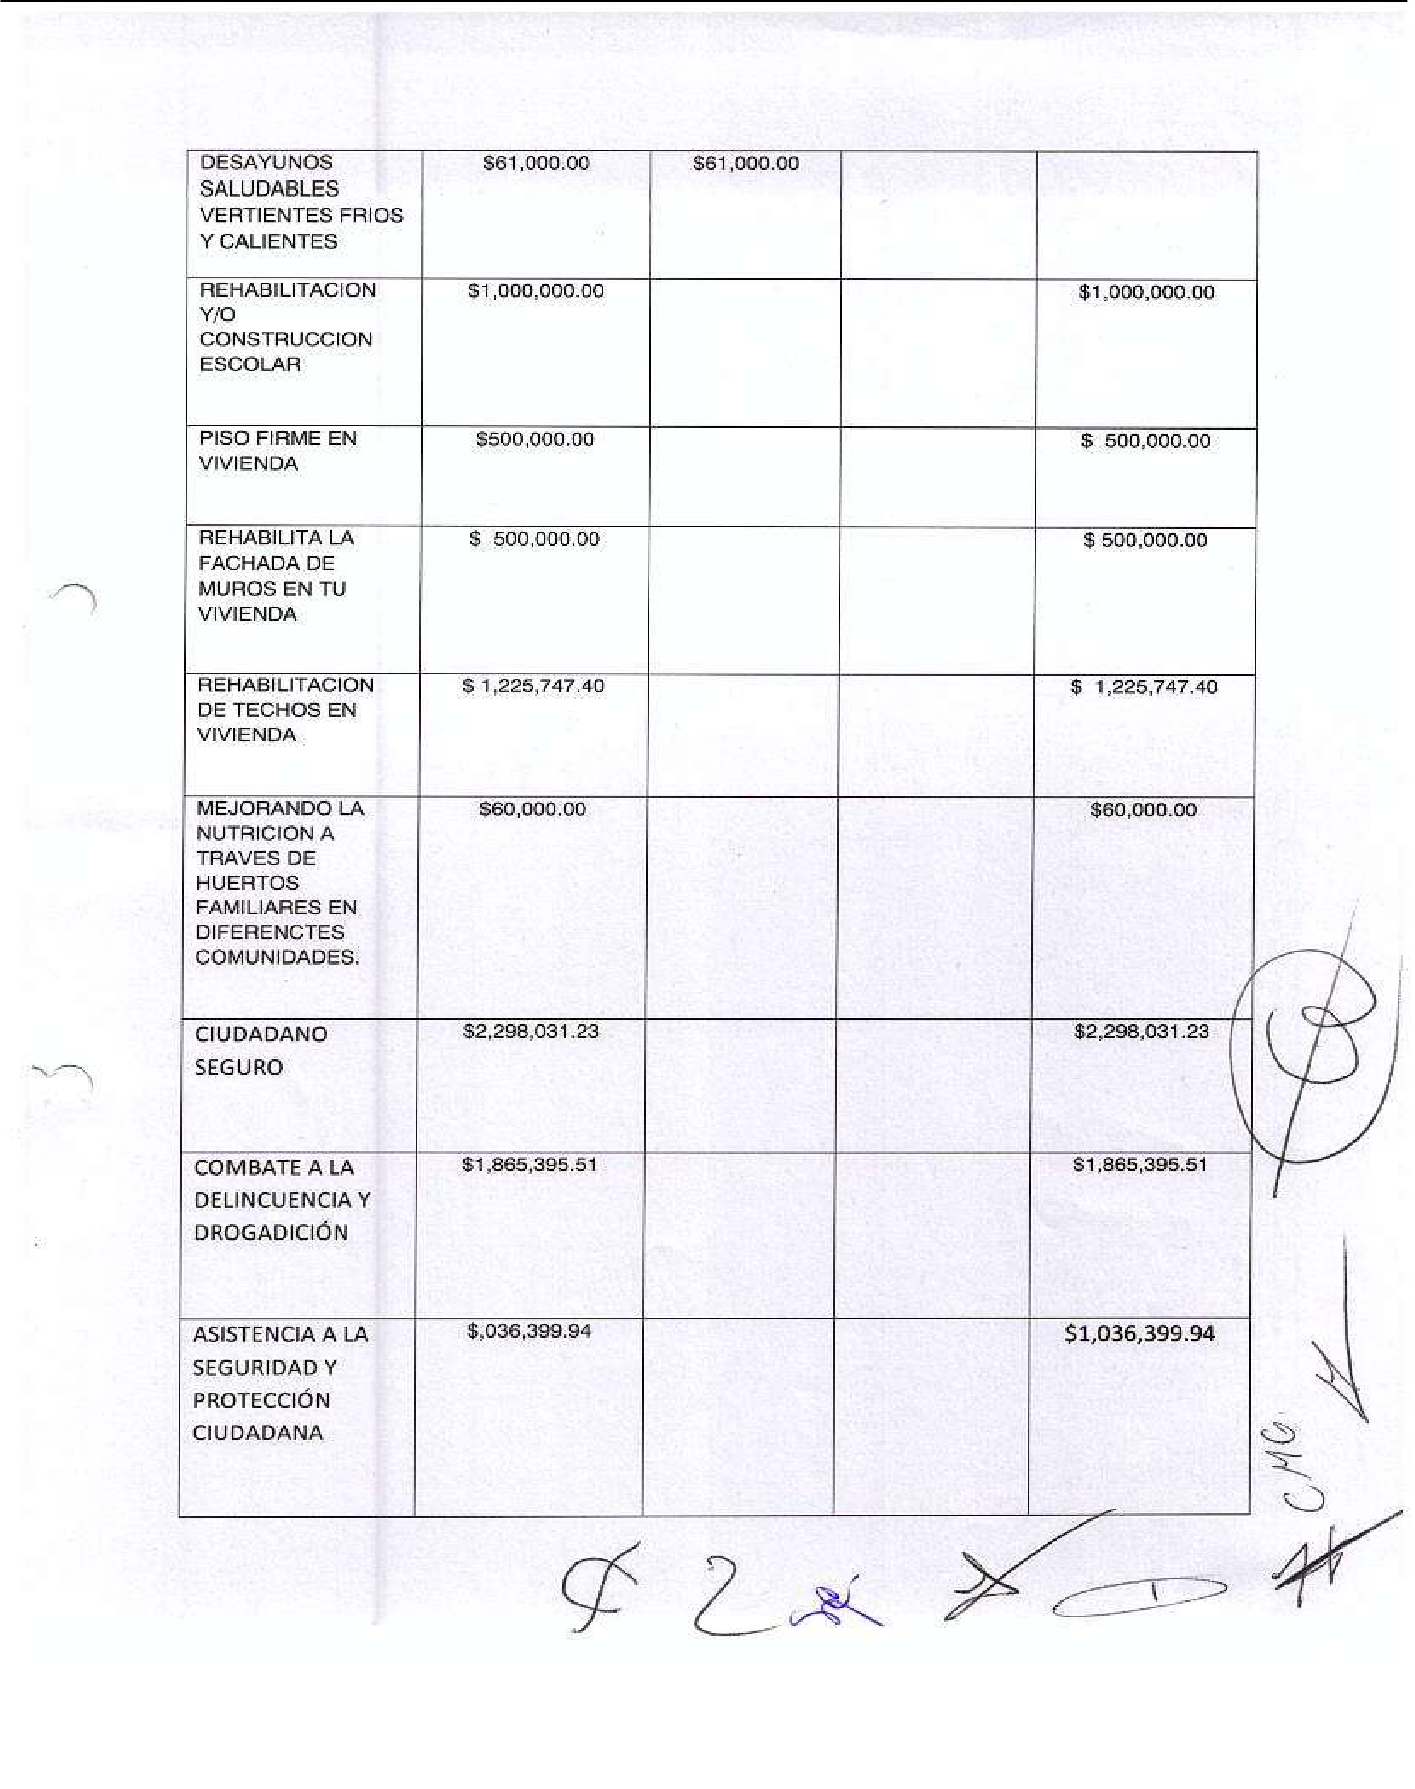 DESAYUNOS $61,000.00 $61,000.00
SALUDABLES
VERTIENTES FRIOS
Y CALIENTES
REHABILITACION $1,000,000.00 $1,000,000.00
Y/O
CONSTRUCCION
ESCOLAR
PISO FIRME EN $500,000.00 $ 500,000.00
VIVIENDA
REHABILITA LA $ 500,000.00 $ 500,000.00
FACHADA DE
MUROS EN TU
VIVIENDA
REHABILITACION $ 1,225,747.40 $ 1,225,747.40
DE TECHOS EN
VIVIENDA
MEJORANDO LA $60,000.00 $60,000.00
NUTRICION A
TRAVES DE
HUERTOS
FAMILIARES EN
DIFERENCTES
COMUNIDADES.
CIUDADANO $2,298,031.23 $2,298,031.23
SEGURO
COMBATE A LA $1,865,395.51 $1,865,395.51
DELINCUENCIA Y
DROGADICIÓN
ASISTENCIA A LA $,036,399.94 $1,036,399.94
SEGURIDAD Y
PROTECCIÓN
CIUDADANA
CMG